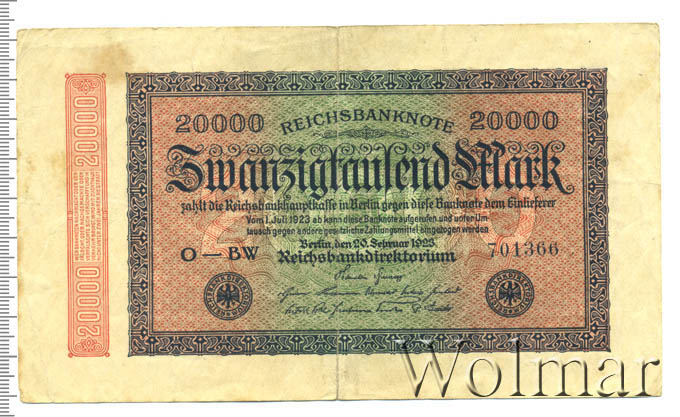 20000 REICHSBANKNOTE 20000
Zwanzigtausend Mark
zahlt die Reichsbankhauptkasse in Berlin gegen diese Banknote dem Einlieferer
Vom 1. Juli 1923 ab kann diese Banknote aufgerufen und unter Um-
tausch gegen andere gesetzliche Zahlungsmittel eingezogen werden
Berlin, den 20. Februar 1923
O—BW Reichsbankdirektorium 701366
20000
20000
Wolmar